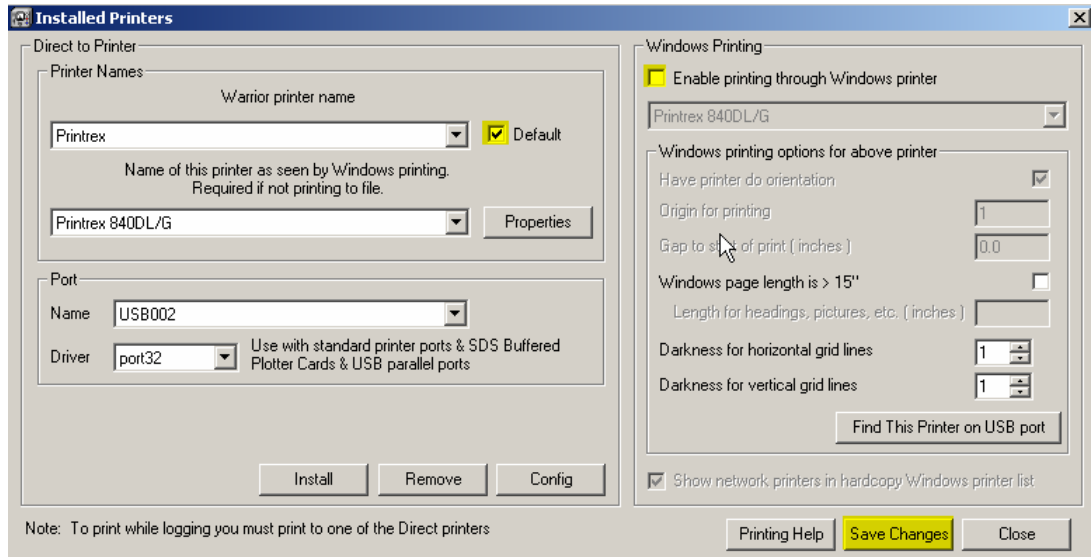 Installed Printers
Direct to Printer
Printer Names
Warrior printer name
Printrex
Default
Name of this printer as seen by Windows printing.
Required if not printing to file.
Printrex 840DL/G
Properties
Port
Name
USB002
Driver
port32
Use with standard printer ports & SDS Buffered
Plotter Cards & USB parallel ports
Install
Remove
Config
Note: To print while logging you must print to one of the Direct printers
Windows Printing
Enable printing through Windows printer
Printrex 840DL/G
Windows printing options for above printer
Have printer do orientation
Origin for printing
1
Gap to start of print ( inches )
0.0
Windows page length is > 15"
Length for headings, pictures, etc. ( inches )
Darkness for horizontal grid lines
1
Darkness for vertical grid lines
1
Find This Printer on USB port
Show network printers in hardcopy Windows printer list
Printing Help
Save Changes
Close